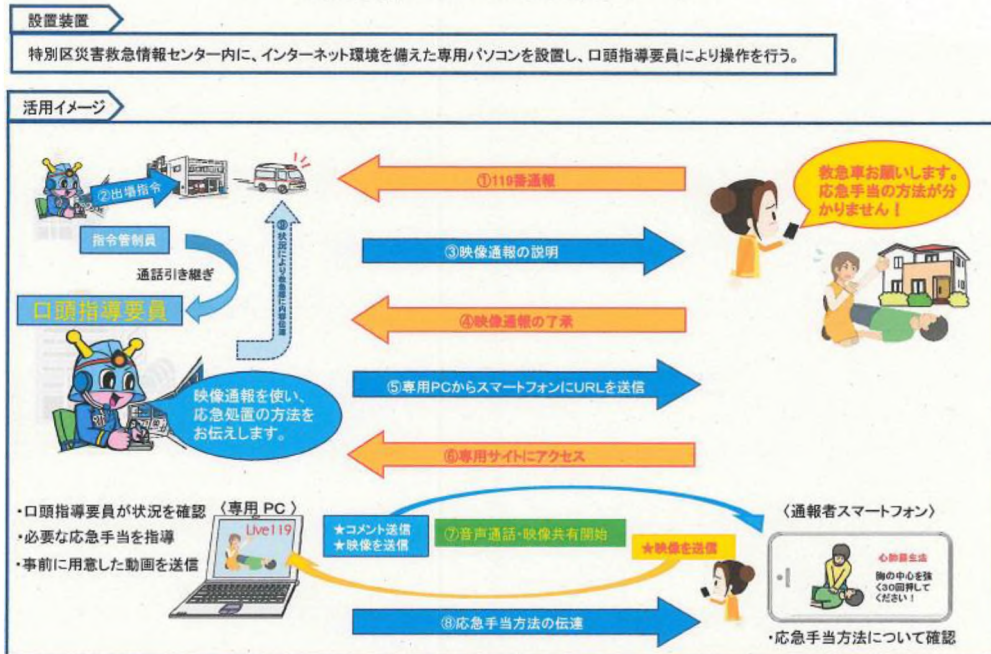 設置装置
特別区災害救急情報センター内に、インターネット環境を備えた専用パソコンを設置し、口頭指導要員により操作を行う。
活用イメージ
②出場指令
指令管制員
通話引き継ぎ
口頭指導要員
⑨状況により救急隊に内容伝達
映像通報を使い、
応急処置の方法を
お伝えします。
①119番通報
救急車お願いします。
応急手当の方法が分
かりません!
③映像通報の説明
④映像通報の了承
⑤専用PCからスマートフォンにURLを送信
⑥専用サイトにアクセス
・口頭指導要員が状況を確認
・必要な応急手当を指導
・事前に用意した動画を送信
〈専用 PC〉
Live119
★コメント送信
★映像を送信
⑦音声通話・映像共有開始
★映像を送信
⑧応急手当方法の伝達
〈通報者スマートフォン〉
心肺蘇生法
胸の中心を強
く30回押して
ください!
・応急手当方法について確認